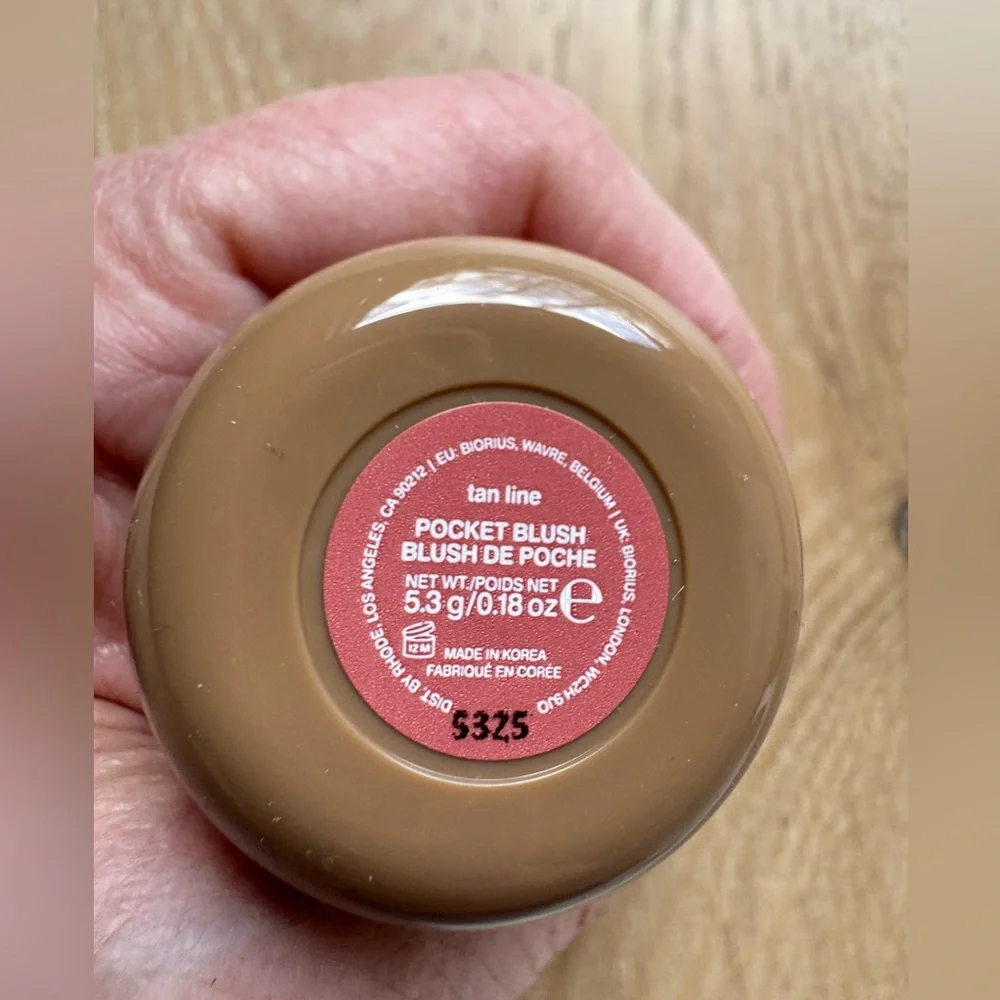 DIST. BY RHODE, LOS ANGELES, CA 90212 | EU: BIORIUS, WAVRE, BELGIUM | UK: BIORIUS, LONDON, WC2H 9JQ
tan line
POCKET BLUSH
BLUSH DE POCHE
NET WT./POIDS NET
5.3 g/0.18 oz e
12 M
MADE IN KOREA
FABRIQUÉ EN CORÉE
5325